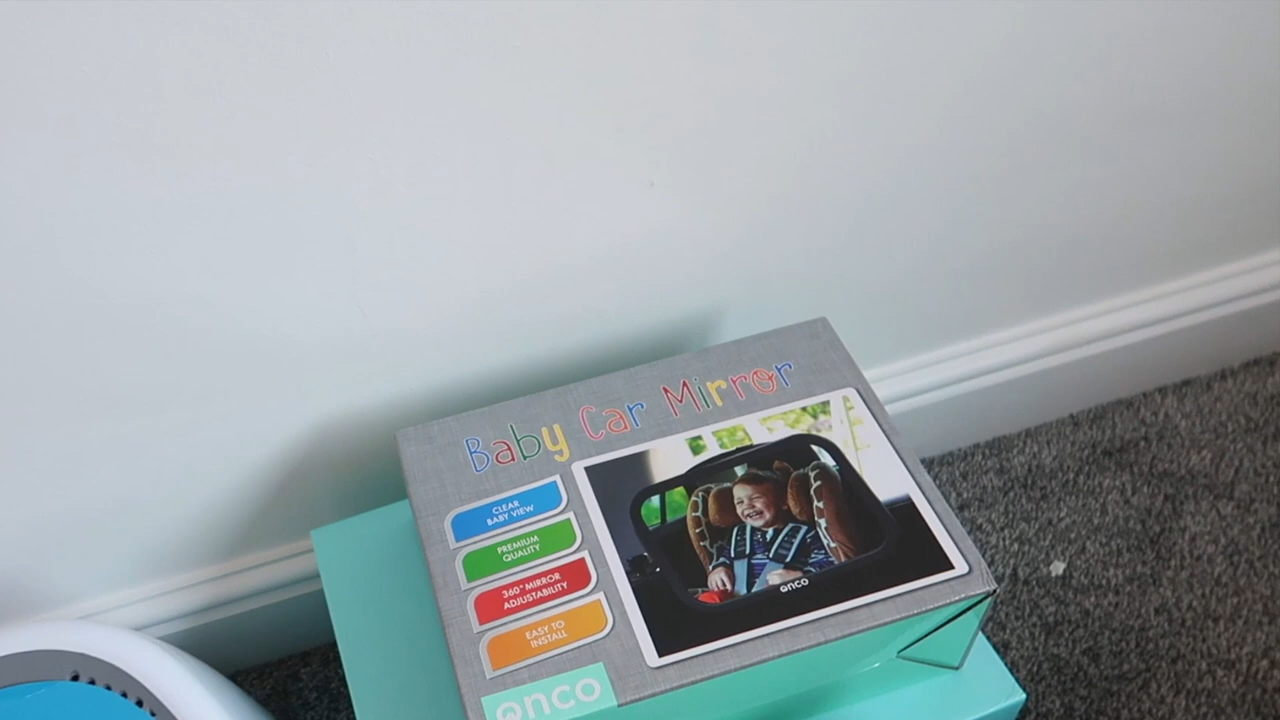 Baby Car Mirror
CLEAR
BABY VIEW
PREMIUM
QUALITY
360° MIRROR
ADJUSTABILITY
EASY TO
INSTALL
onco
onco